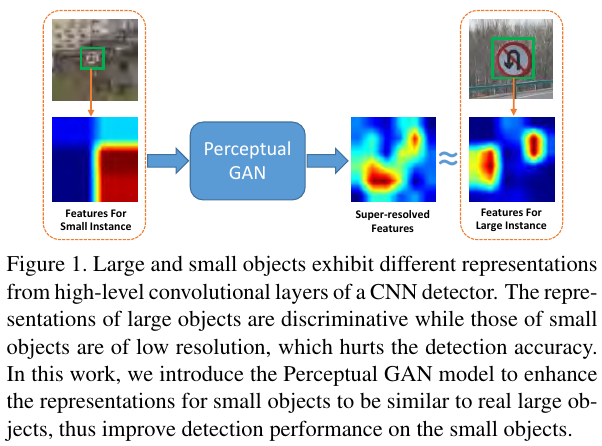 Perceptual
GAN
Features For
Small Instance
Super-resolved
Features
Features For
Large Instance
Figure 1. Large and small objects exhibit different representations
from high-level convolutional layers of a CNN detector. The repre-
sentations of large objects are discriminative while those of small
objects are of low resolution, which hurts the detection accuracy.
In this work, we introduce the Perceptual GAN model to enhance
the representations for small objects to be similar to real large ob-
jects, thus improve detection performance on the small objects.